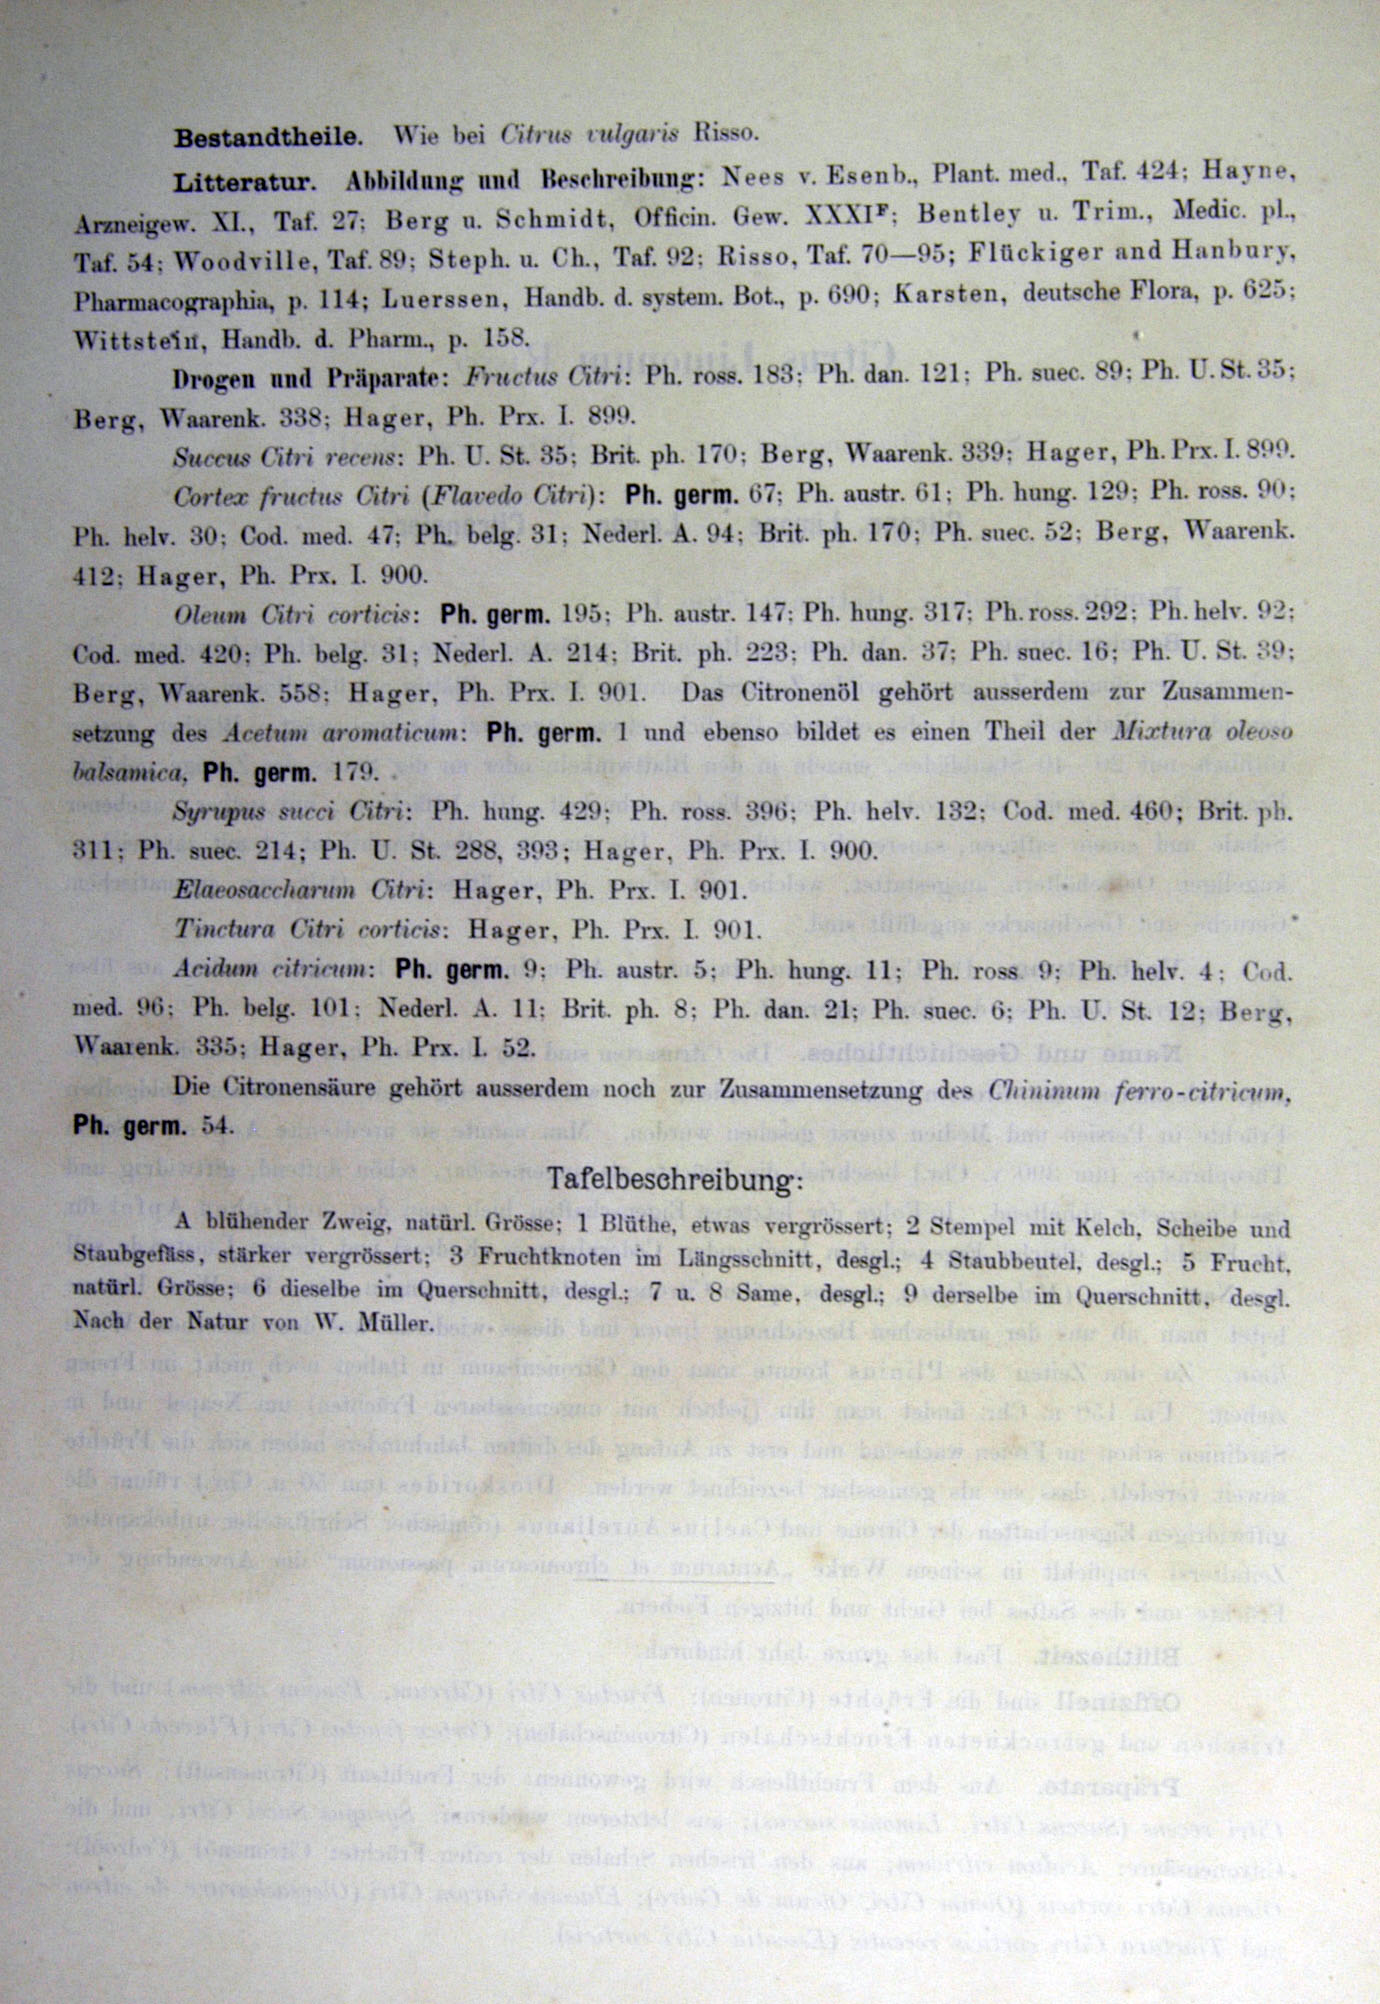 Bestandtheile. Wie bei Citrus vulgaris Risso.
Litteratur. Abbildung und Beschreibung: Nees v. Esenb., Plant. med., Taf. 424; Hayne,
Arzneigew. XI., Taf. 27; Berg u. Schmidt, Officin. Gew. XXXIF; Bentley u. Trim., Medic. pl.,
Taf. 54; Woodville, Taf. 89; Steph. u. Ch., Taf. 92; Risso, Taf. 70—95; Flückiger and Hanbury,
Pharmacographia, p. 114; Luerssen, Handb. d. system. Bot., p. 690; Karsten, deutsche Flora, p. 625;
Wittstein, Handb. d. Pharm., p. 158.
Drogen und Präparate: Fructus Citri: Ph. ross. 183; Ph. dan. 121; Ph. suec. 89; Ph. U. St. 35;
Berg, Waarenk. 338; Hager, Ph. Prx. I. 899.
Succus Citri recens: Ph. U. St. 35; Brit. ph. 170; Berg, Waarenk. 339; Hager, Ph. Prx. I. 899.
Cortex fructus Citri (Flavedo Citri): Ph. germ. 67; Ph. austr. 61; Ph. hung. 129; Ph. ross. 90;
Ph. helv. 30; Cod. med. 47; Ph. belg. 31; Nederl. A. 94; Brit. ph. 170; Ph. suec. 52; Berg, Waarenk.
412; Hager, Ph. Prx. I. 900.
Oleum Citri corticis: Ph. germ. 195; Ph. austr. 147; Ph. hung. 317; Ph. ross. 292; Ph. helv. 92;
Cod. med. 420; Ph. belg. 31; Nederl. A. 214; Brit. ph. 223; Ph. dan. 37; Ph. suec. 16; Ph. U. St. 39;
Berg, Waarenk. 558; Hager, Ph. Prx. I. 901. Das Citronenöl gehört ausserdem zur Zusammen-
setzung des Acetum aromaticum: Ph. germ. 1 und ebenso bildet es einen Theil der Mixtura oleoso
balsamica, Ph. germ. 179.
Syrupus succi Citri: Ph. hung. 429; Ph. ross. 396; Ph. helv. 132; Cod. med. 460; Brit. ph.
311; Ph. suec. 214; Ph. U. St. 288, 393; Hager, Ph. Prx. I. 900.
Elaeosaccharum Citri: Hager, Ph. Prx. I. 901.
Tinctura Citri corticis: Hager, Ph. Prx. I. 901.
Acidum citricum: Ph. germ. 9; Ph. austr. 5; Ph. hung. 11; Ph. ross. 9; Ph. helv. 4; Cod.
med. 96; Ph. belg. 101; Nederl. A. 11; Brit. ph. 8; Ph. dan. 21; Ph. suec. 6; Ph. U. St. 12; Berg,
Waarenk. 335; Hager, Ph. Prx. I. 52.
Die Citronensäure gehört ausserdem noch zur Zusammensetzung des Chininum ferro-citricum,
Ph. germ. 54.
Tafelbeschreibung:
A blühender Zweig, natürl. Grösse; 1 Blüthe, etwas vergrössert; 2 Stempel mit Kelch, Scheibe und
Staubgefäss, stärker vergrössert; 3 Fruchtknoten im Längsschnitt, desgl.; 4 Staubbeutel, desgl.; 5 Frucht,
natürl. Grösse; 6 dieselbe im Querschnitt, desgl.; 7 u. 8 Same, desgl.; 9 derselbe im Querschnitt, desgl.
Nach der Natur von W. Müller.